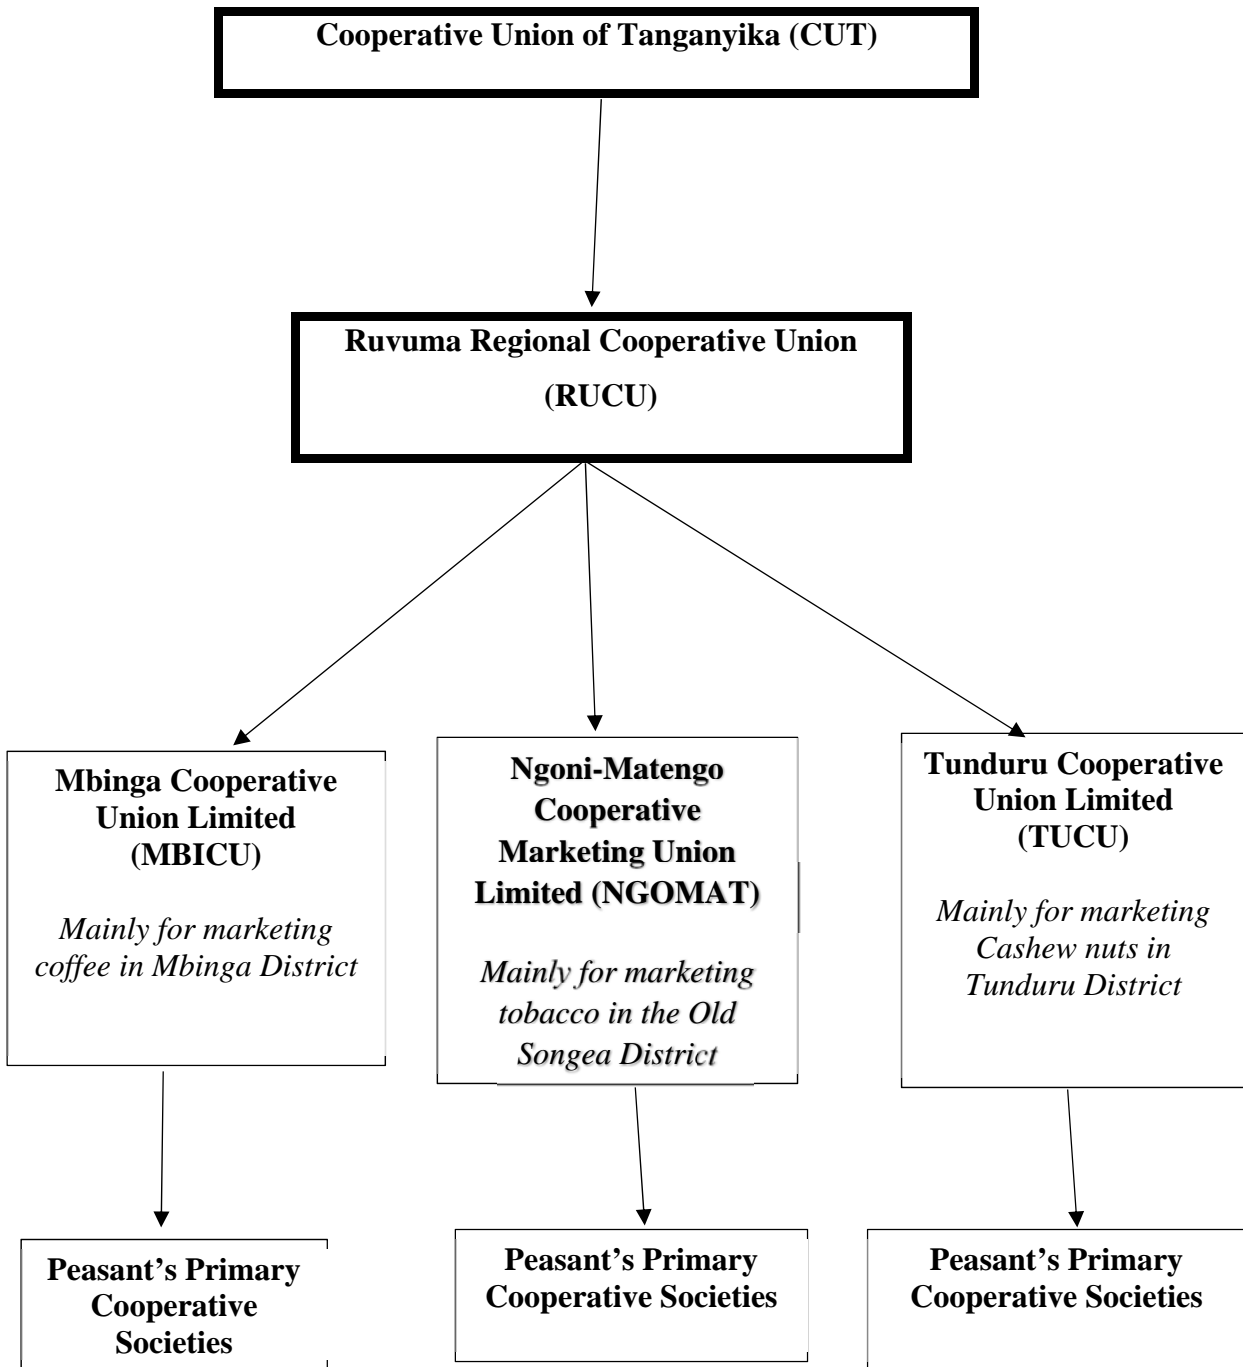 Cooperative Union of Tanganyika (CUT)
Ruvuma Regional Cooperative Union
(RUCU)
Mbinga Cooperative
Union Limited
(MBICU)
Mainly for marketing
coffee in Mbinga District
Ngoni-Matengo
Cooperative
Marketing Union
Limited (NGOMAT)
Mainly for marketing
tobacco in the Old
Songea District
Tunduru Cooperative
Union Limited
(TUCU)
Mainly for marketing
Cashew nuts in
Tunduru District
Peasant’s Primary
Cooperative
Societies
Peasant’s Primary
Cooperative Societies
Peasant’s Primary
Cooperative Societies